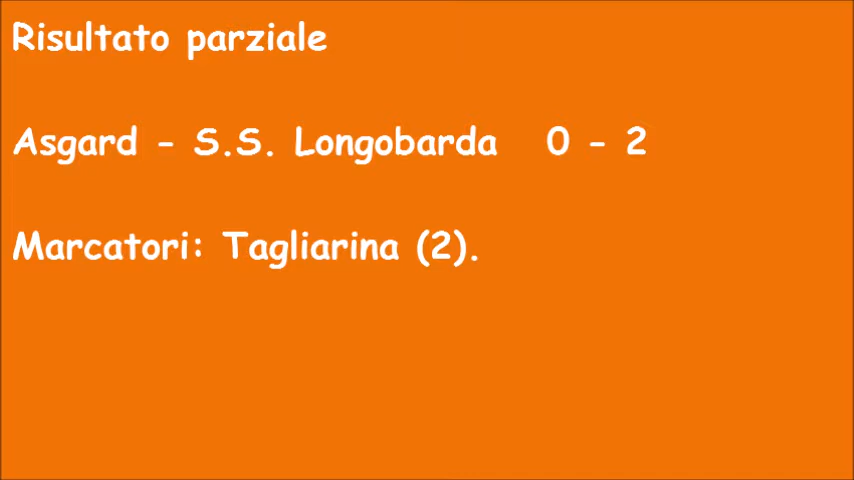 Risultato parziale
Asgard - S.S. Longobarda 0 - 2
Marcatori: Tagliarina (2).